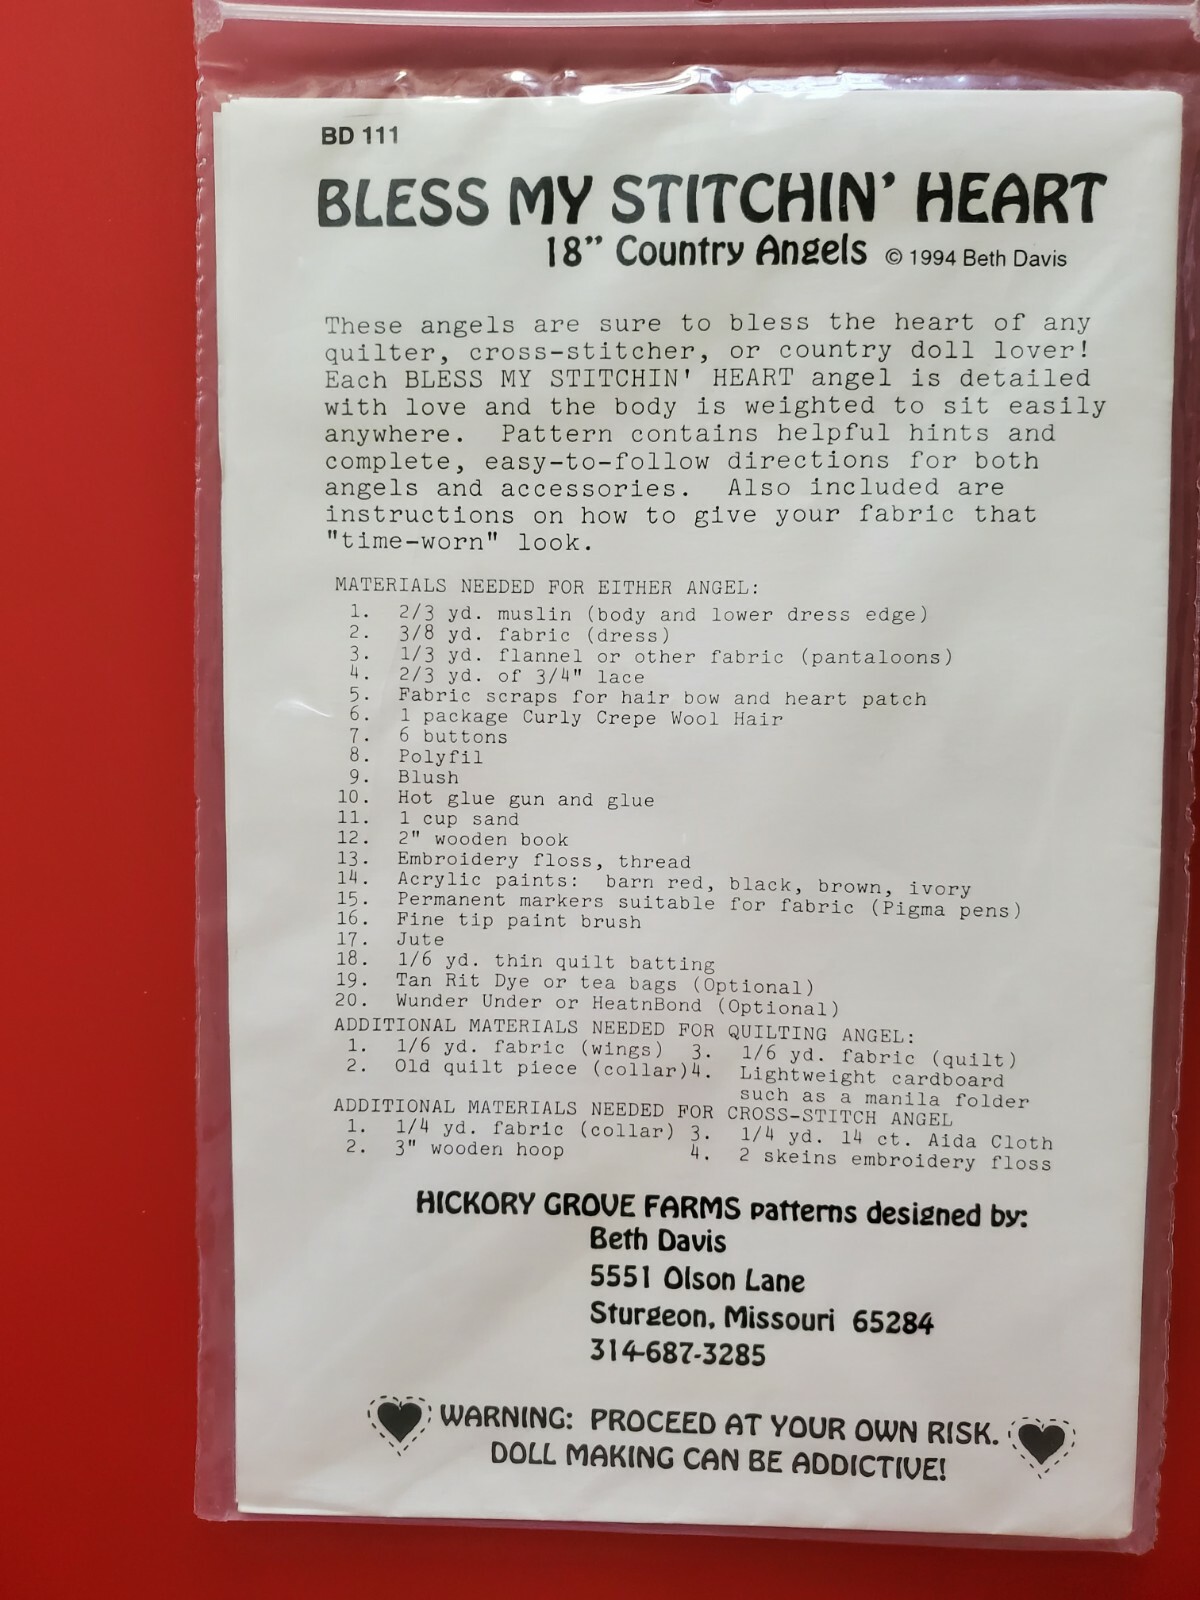 BD 111
BLESS MY STITCHIN' HEART
18" Country Angels © 1994 Beth Davis
These angels are sure to bless the heart of any
quilter, cross-stitcher, or country doll lover!
Each BLESS MY STITCHIN' HEART angel is detailed
with love and the body is weighted to sit easily
anywhere. Pattern contains helpful hints and
complete, easy-to-follow directions for both
angels and accessories. Also included are
instructions on how to give your fabric that
"time-worn" look.
MATERIALS NEEDED FOR EITHER ANGEL:
1. 2/3 yd. muslin (body and lower dress edge)
2. 3/8 yd. fabric (dress)
3. 1/3 yd. flannel or other fabric (pantaloons)
4. 2/3 yd. of 3/4" lace
5. Fabric scraps for hair bow and heart patch
6. 1 package Curly Crepe Wool Hair
7. 6 buttons
8. Polyfil
9. Blush
10. Hot glue gun and glue
11. 1 cup sand
12. 2" wooden book
13. Embroidery floss, thread
14. Acrylic paints: barn red, black, brown, ivory
15. Permanent markers suitable for fabric (Pigma pens)
16. Fine tip paint brush
17. Jute
18. 1/6 yd. thin quilt batting
19. Tan Rit Dye or tea bags (Optional)
20. Wunder Under or HeatnBond (Optional)
ADDITIONAL MATERIALS NEEDED FOR QUILTING ANGEL:
1. 1/6 yd. fabric (wings) 3. 1/6 yd. fabric (quilt)
2. Old quilt piece (collar) 4. Lightweight cardboard
such as a manila folder
ADDITIONAL MATERIALS NEEDED FOR CROSS-STITCH ANGEL
1. 1/4 yd. fabric (collar) 3. 1/4 yd. 14 ct. Aida Cloth
2. 3" wooden hoop 4. 2 skeins embroidery floss
HICKORY GROVE FARMS patterns designed by:
Beth Davis
5551 Olson Lane
Sturgeon, Missouri 65284
314-687-3285
WARNING: PROCEED AT YOUR OWN RISK.
DOLL MAKING CAN BE ADDICTIVE!